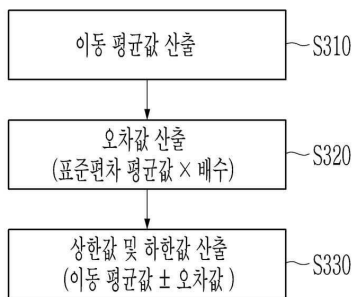 이동 평균값 산출
S310
오차값 산출
(표준편차 평균값 × 배수)
S320
상한값 및 하한값 산출
(이동 평균값 ± 오차값 )
S330